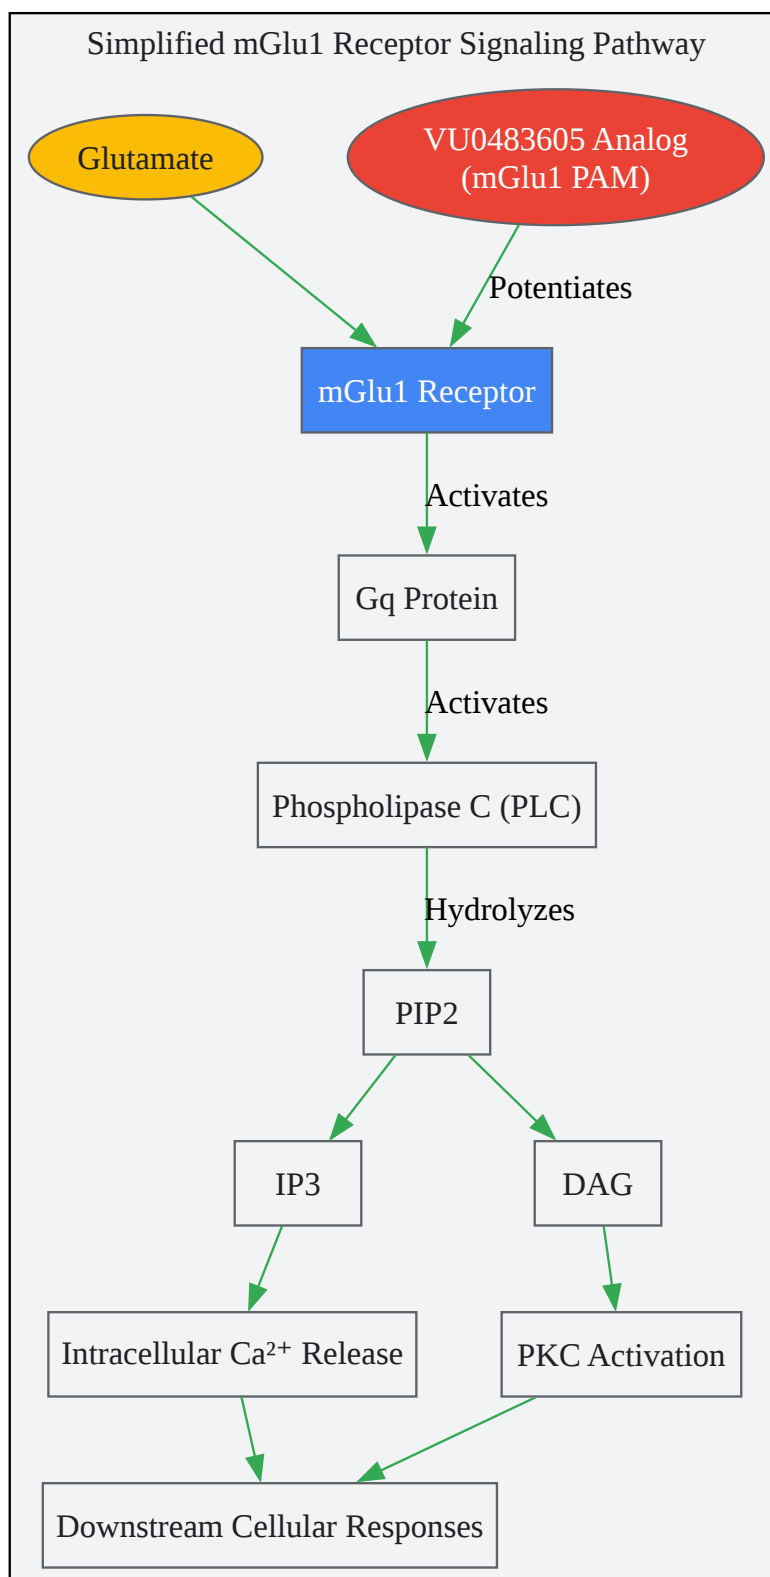 Simplified mGlu1 Receptor Signaling Pathway
Glutamate
VU0483605 Analog
(mGlu1 PAM)
Potentiates
mGlu1 Receptor
Activates
Gq Protein
Activates
Phospholipase C (PLC)
Hydrolyzes
PIP2
IP3
DAG
Intracellular Ca²⁺ Release
PKC Activation
Downstream Cellular Responses